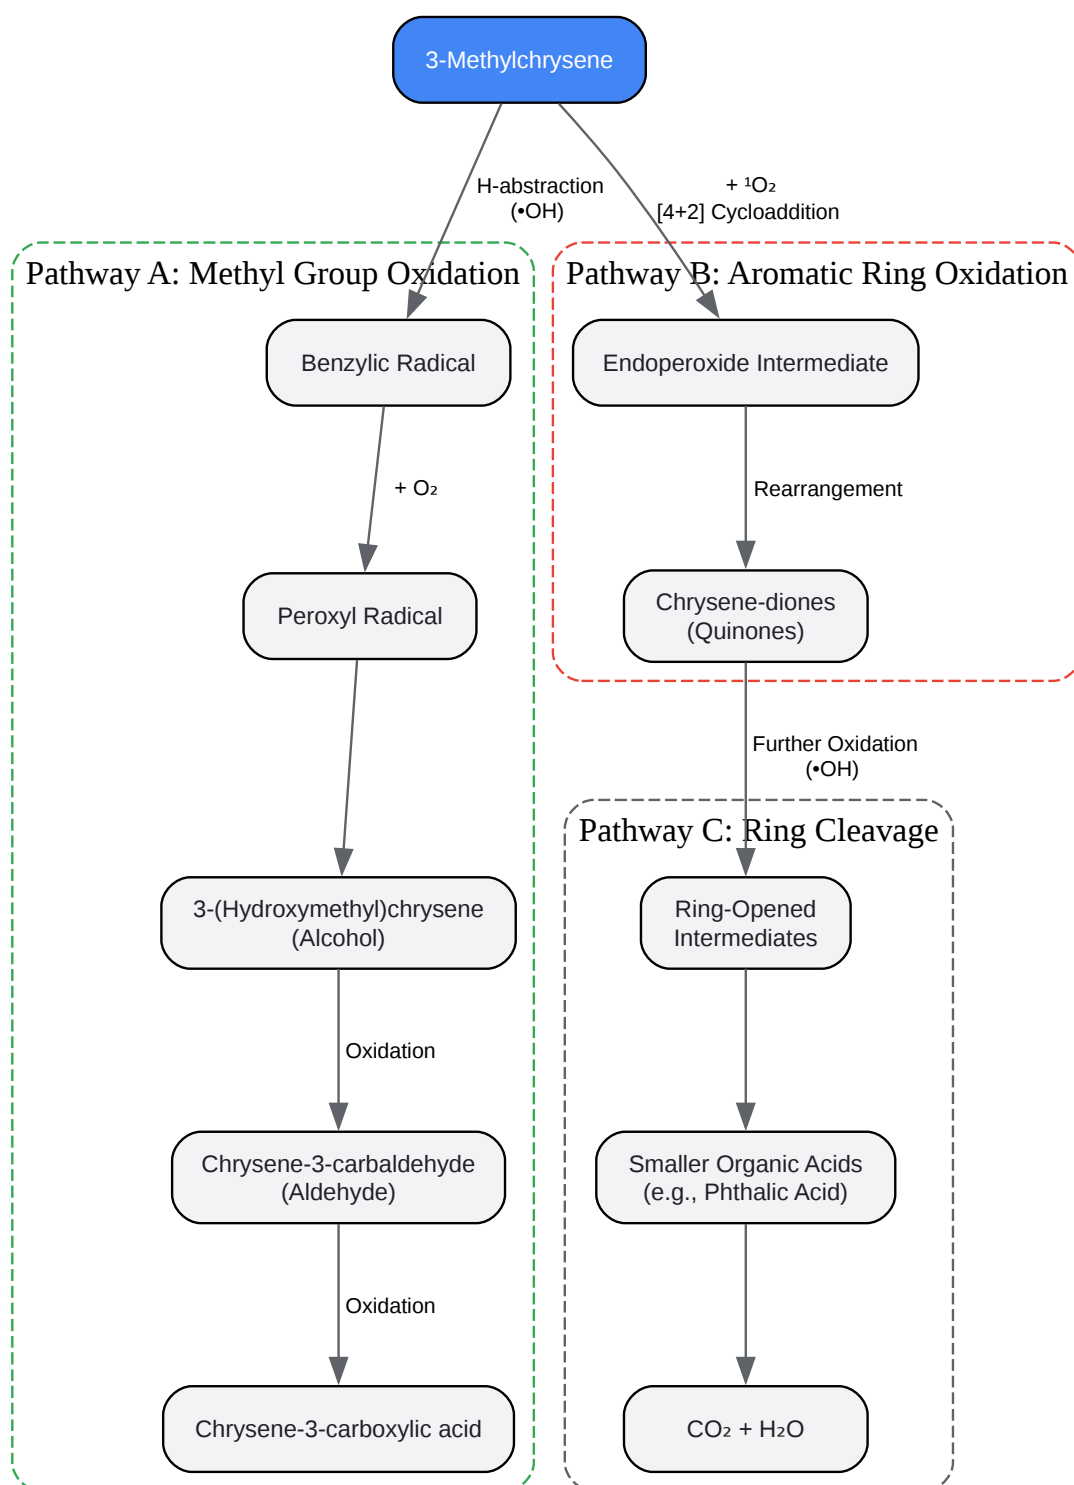 3-Methylchrysene
H-abstraction
(•OH)
+ ¹O₂
[4+2] Cycloaddition
Pathway A: Methyl Group Oxidation
Pathway B: Aromatic Ring Oxidation
Benzylic Radical
Endoperoxide Intermediate
+ O₂
Rearrangement
Peroxyl Radical
Chrysene-diones
(Quinones)
Further Oxidation
(•OH)
Pathway C: Ring Cleavage
3-(Hydroxymethyl)chrysene
(Alcohol)
Ring-Opened
Intermediates
Oxidation
Chrysene-3-carbaldehyde
(Aldehyde)
Smaller Organic Acids
(e.g., Phthalic Acid)
Oxidation
Chrysene-3-carboxylic acid
CO₂ + H₂O